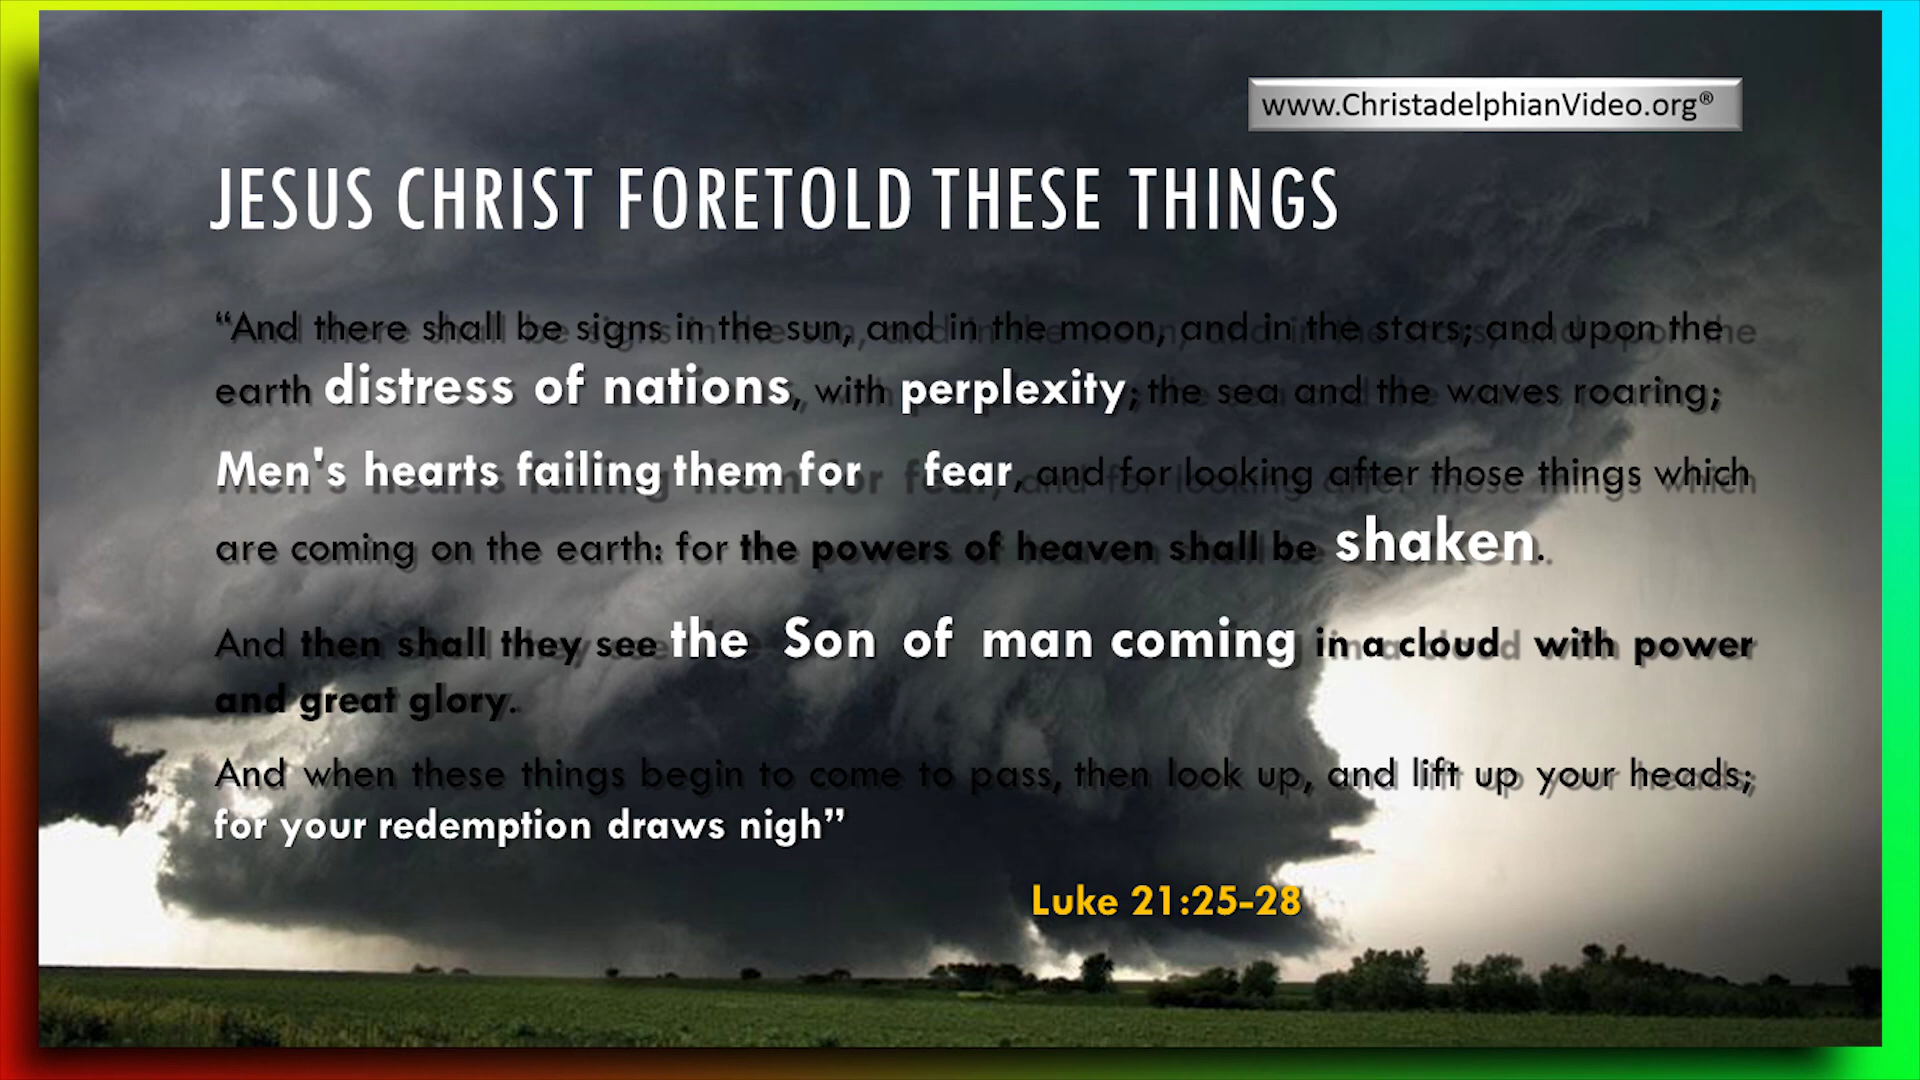 www.ChristadelphianVideo.org®
JESUS CHRIST FORETOLD THESE THINGS
“And there shall be signs in the sun, and in the moon, and in the stars; and upon the
earth distress of nations, with perplexity; the sea and the waves roaring;
Men's hearts failing them for fear, and for looking after those things which
are coming on the earth: for the powers of heaven shall be shaken.
And then shall they see the Son of man coming in a cloud with power
and great glory.
And when these things begin to come to pass, then look up, and lift up your heads;
for your redemption draws nigh”
Luke 21:25-28